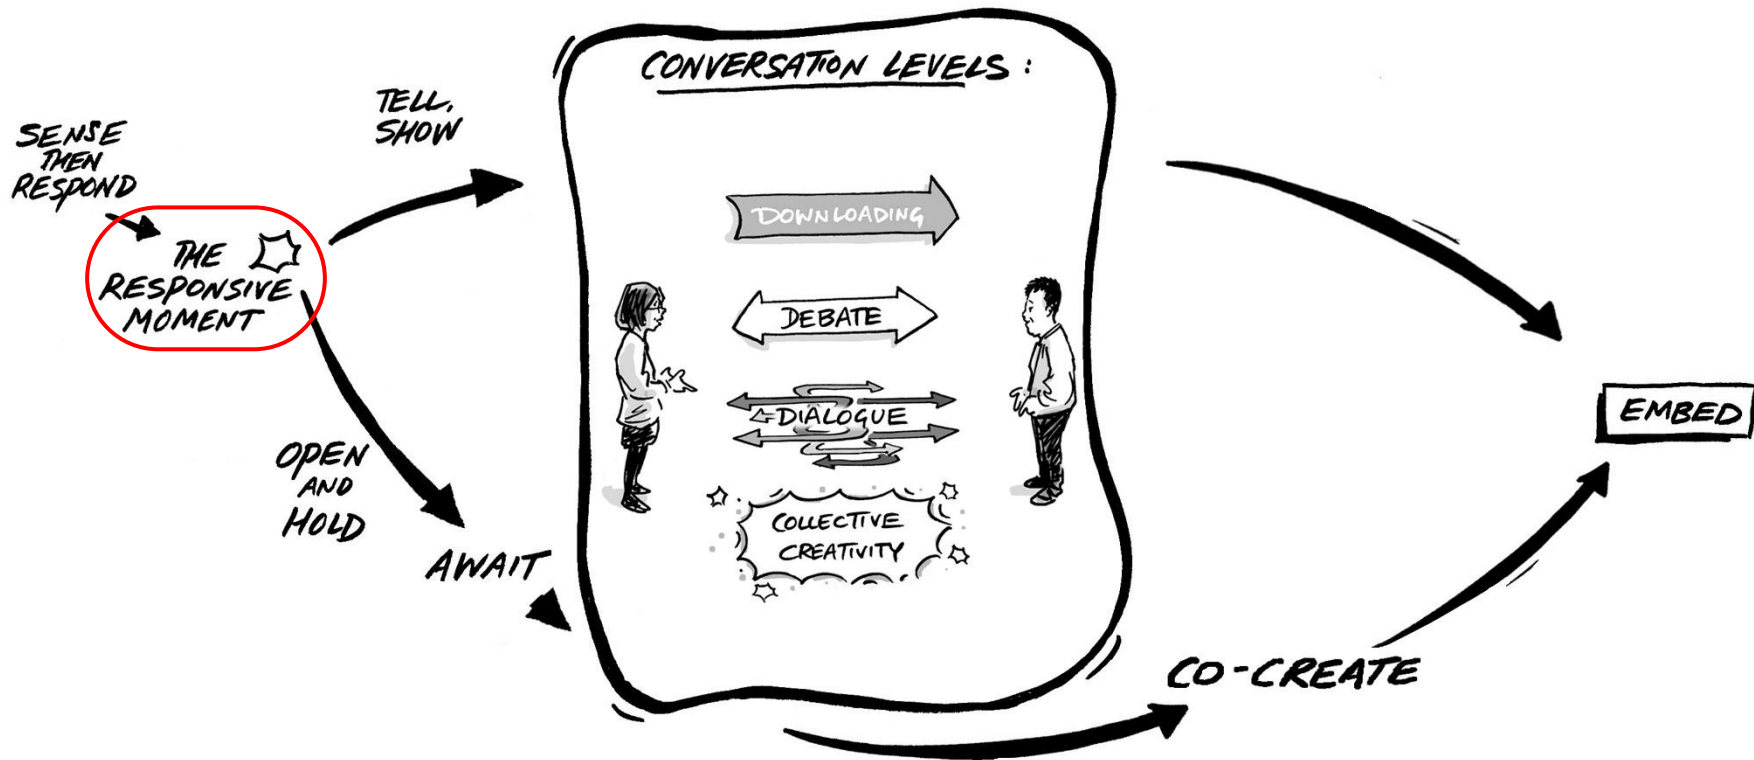 SENSE
THEN
RESPOND
THE
RESPONSIVE
MOMENT
TELL,
SHOW
OPEN
AND
HOLD
AWAIT
CONVERSATION LEVELS:
DOWNLOADING
DEBATE
DIALOGUE
COLLECTIVE
CREATIVITY
CO-CREATE
EMBED